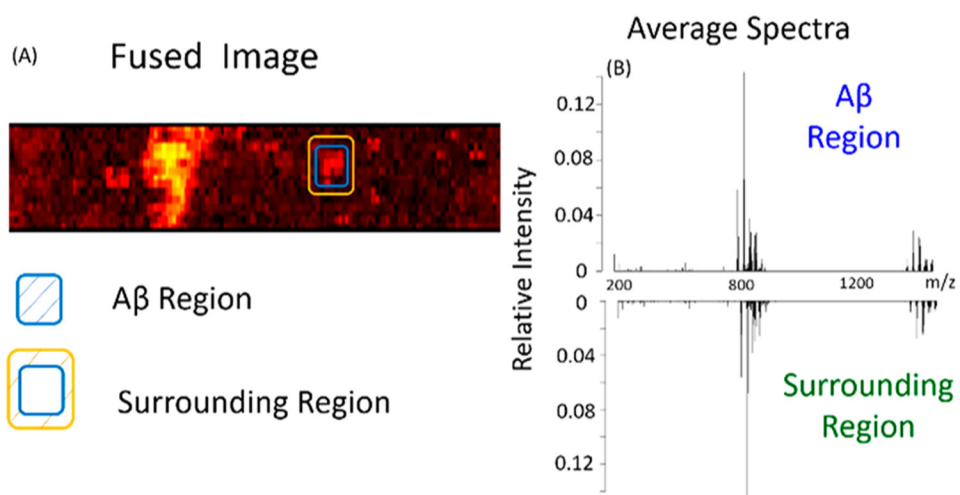 (A)
Fused Image
Aβ Region
Surrounding Region
Average Spectra
(B)
Relative Intensity
0.12
0.08
0.04
0
200
800
1200
m/z
Aβ
Region
0
0.04
0.08
0.12
Surrounding
Region